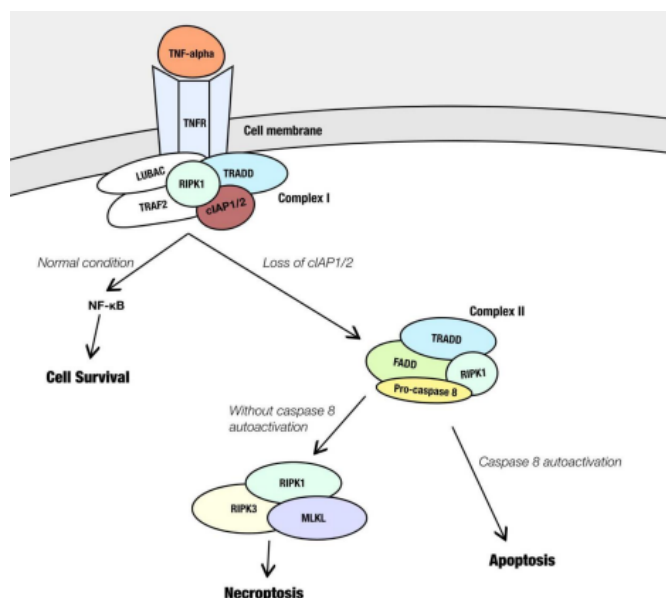 TNF-alpha
TNFR
Cell membrane
LUBAC
RIPK1
TRADD
TRAF2
cIAP1/2
Complex I
Normal condition
Loss of cIAP1/2
NF-κB
Cell Survival
Complex II
TRADD
FADD
RIPK1
Pro-caspase 8
Without caspase 8
autoactivation
Caspase 8 autoactivation
RIPK1
RIPK3
MLKL
Apoptosis
Necroptosis